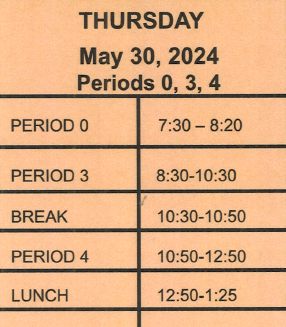 THURSDAY
May 30, 2024
Periods 0, 3, 4
PERIOD 0 7:30 – 8:20
PERIOD 3 8:30-10:30
BREAK 10:30-10:50
PERIOD 4 10:50-12:50
LUNCH 12:50-1:25